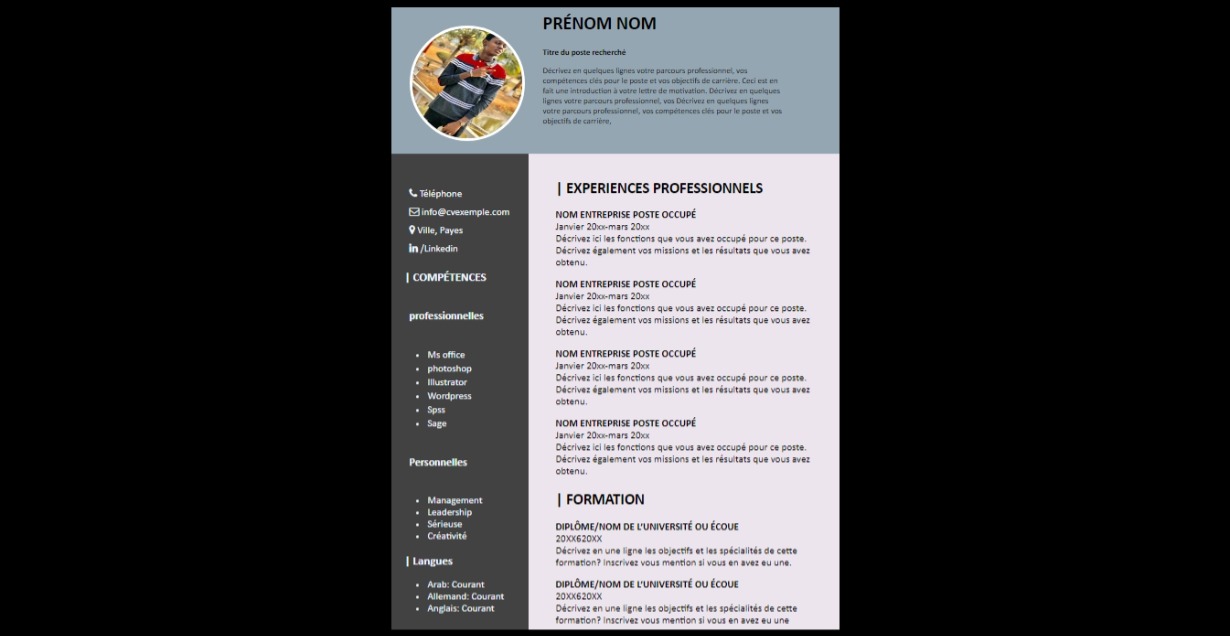 PRÉNOM NOM
Titre du poste recherché
Décrivez en quelques lignes votre parcours professionnel, vos
compétences clés pour le poste et vos objectifs de carrière. Ceci est en
fait une introduction à votre lettre de motivation. Décrivez en quelques
lignes votre parcours professionnel, vos Décrivez en quelques lignes
votre parcours professionnel, vos compétences clés pour le poste et vos
objectifs de carrière,
Téléphone
info@cvexemple.com
Ville, Payes
in /Linkedin
| COMPÉTENCES
professionnelles
• Ms office
• photoshop
• Illustrator
• Wordpress
• Spss
• Sage
Personnelles
• Management
• Leadership
• Sérieuse
• Créativité
| Langues
• Arab: Courant
• Allemand: Courant
• Anglais: Courant
| EXPERIENCES PROFESSIONNELS
NOM ENTREPRISE POSTE OCCUPÉ
Janvier 20xx-mars 20xx
Décrivez ici les fonctions que vous avez occupé pour ce poste.
Décrivez également vos missions et les résultats que vous avez
obtenu.
NOM ENTREPRISE POSTE OCCUPÉ
Janvier 20xx-mars 20xx
Décrivez ici les fonctions que vous avez occupé pour ce poste.
Décrivez également vos missions et les résultats que vous avez
obtenu.
NOM ENTREPRISE POSTE OCCUPÉ
Janvier 20xx-mars 20xx
Décrivez ici les fonctions que vous avez occupé pour ce poste.
Décrivez également vos missions et les résultats que vous avez
obtenu.
NOM ENTREPRISE POSTE OCCUPÉ
Janvier 20xx-mars 20xx
Décrivez ici les fonctions que vous avez occupé pour ce poste.
Décrivez également vos missions et les résultats que vous avez
obtenu.
| FORMATION
DIPLÔME/NOM DE L'UNIVERSITÉ OU ÉCOUE
20XX620XX
Décrivez en une ligne les objectifs et les spécialités de cette
formation? Inscrivez vous mention si vous en avez eu une.
DIPLÔME/NOM DE L'UNIVERSITÉ OU ÉCOUE
20XX620XX
Décrivez en une ligne les objectifs et les spécialités de cette
formation? Inscrivez vous mention si vous en avez eu une